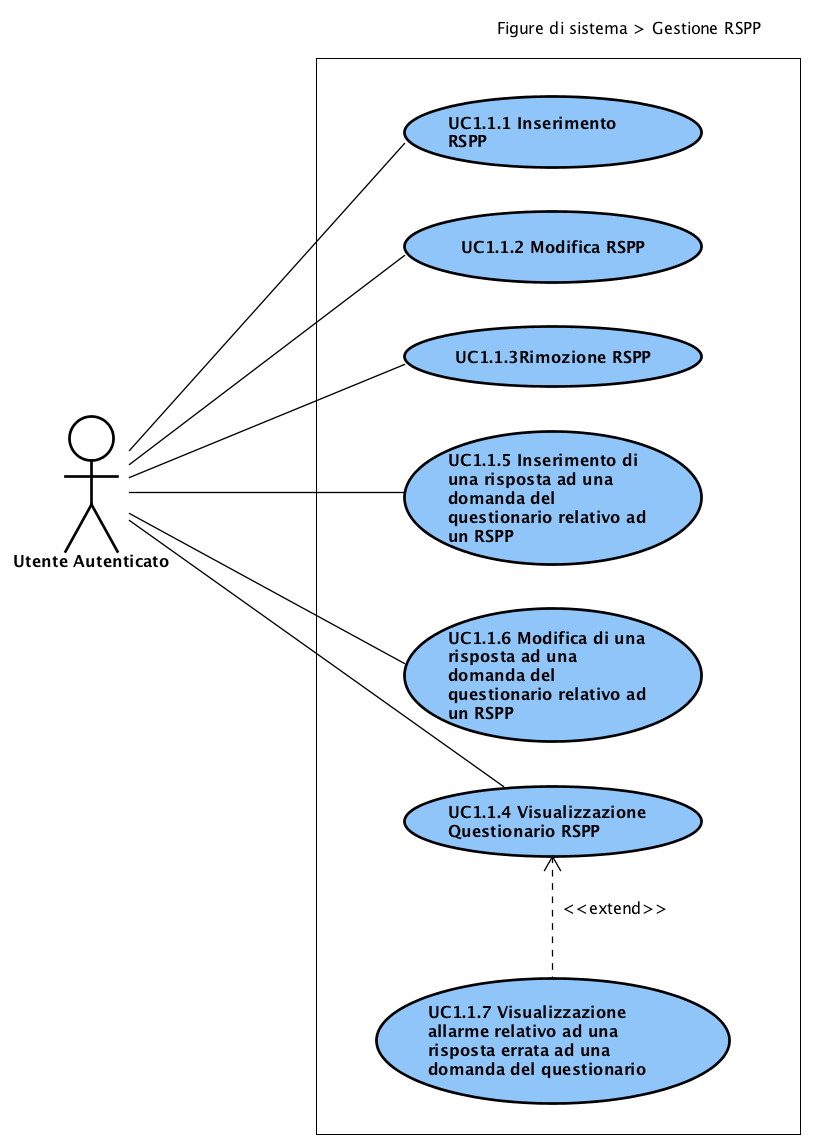 Figure di sistema > Gestione RSPP
UC1.1.1 Inserimento
RSPP
UC1.1.2 Modifica RSPP
UC1.1.3Rimozione RSPP
UC1.1.5 Inserimento di
una risposta ad una
domanda del
questionario relativo ad
un RSPP
Utente Autenticato
UC1.1.6 Modifica di una
risposta ad una
domanda del
questionario relativo ad
un RSPP
UC1.1.4 Visualizzazione
Questionario RSPP
<<extend>>
UC1.1.7 Visualizzazione
allarme relativo ad una
risposta errata ad una
domanda del questionario